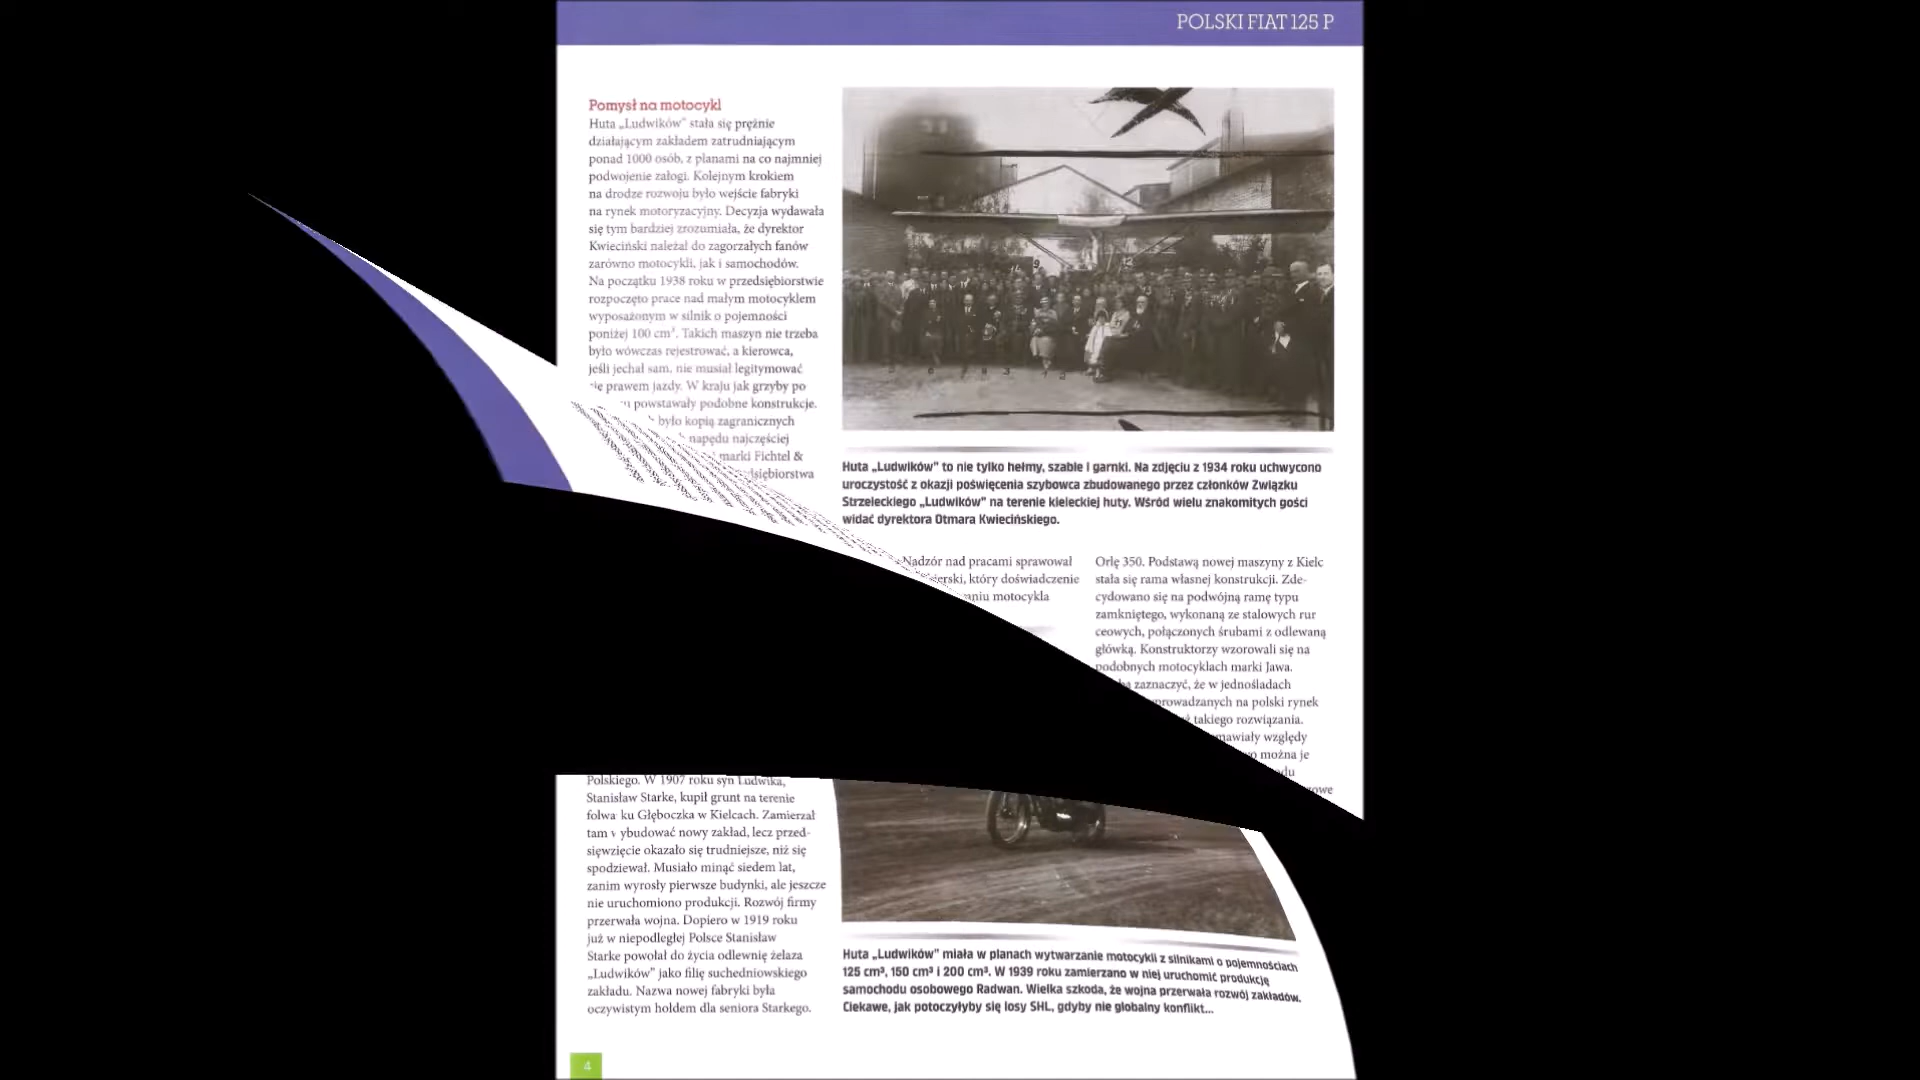 POLSKI FIAT 125 P
Pomysł na motocykl
Huta „Ludwików" stała się prężnie
działającym zakładem zatrudniającym
ponad 1000 osób, z planami na co najmniej
podwojenie załogi. Kolejnym krokiem
na drodze rozwoju było wejście fabryki
na rynek motoryzacyjny. Decyzja wydawała
się tym bardziej zrozumiała, że dyrektor
Kwieciński należał do zagorzałych fanów
zarówno motocykli, jak i samochodów.
Na początku 1938 roku w przedsiębiorstwie
rozpoczęto prace nad małym motocyklem
wyposażonym w silnik o pojemności
poniżej 100 cm³. Takich maszyn nie trzeba
było wówczas rejestrować, a kierowca,
jeśli jechał sam, nie musiał legitymować
prawem jazdy. W kraju jak grzyby po
powstawały podobne konstrukcje.
było kopią zagranicznych
napędu najczęściej
marki Fichtel &
Huta „Ludwików" to nie tylko hełmy, szable i garnki. Na zdjęciu z 1934 roku uchwycono
uroczystość z okazji poświęcenia szybowca zbudowanego przez członków Związku
Strzeleckiego „Ludwików" na terenie kieleckiej huty. Wśród wielu znakomitych gości
widać dyrektora Otmara Kwiecińskiego.
Nadzór nad pracami sprawował
który doświadczenie
motocykla
Orlę 350. Podstawą nowej maszyny z Kielc
stała się rama własnej konstrukcji. Zde-
cydowano się na podwójną ramę typu
zamkniętego, wykonaną ze stalowych rur
ceowych, połączonych śrubami z odlewaną
główką. Konstruktorzy wzorowali się na
podobnych motocyklach marki Jawa.
zaznaczyć, że w jednośladach
na polski rynek
takiego rozwiązania.
względy
można je
Polskiego. W 1907 roku syn Ludwika,
Stanisław Starke, kupił grunt na terenie
folwa ku Głęboczka w Kielcach. Zamierzał
tam v ybudować nowy zakład, lecz przed-
sięwzięcie okazało się trudniejsze, niż się
spodziewał. Musiało minąć siedem lat,
zanim wyrosły pierwsze budynki, ale jeszcze
nie uruchomiono produkcji. Rozwój firmy
przerwała wojna. Dopiero w 1919 roku
już w niepodległej Polsce Stanisław
Starke powołał do życia odlewnię żelaza
„Ludwików" jako filię suchedniowskiego
zakładu. Nazwa nowej fabryki była
oczywistym hołdem dla seniora Starkego.
Huta „Ludwików" miała w planach wytwarzanie motocykli z silnikami o pojemnościach
125 cm³, 150 cm³ i 200 cm³. W 1939 roku zamierzano w niej uruchomić produkcję
samochodu osobowego Radwan. Wielka szkoda, że wojna przerwała rozwój zakładów.
Ciekawe, jak potoczyłyby się losy SHL, gdyby nie globalny konflikt...
4